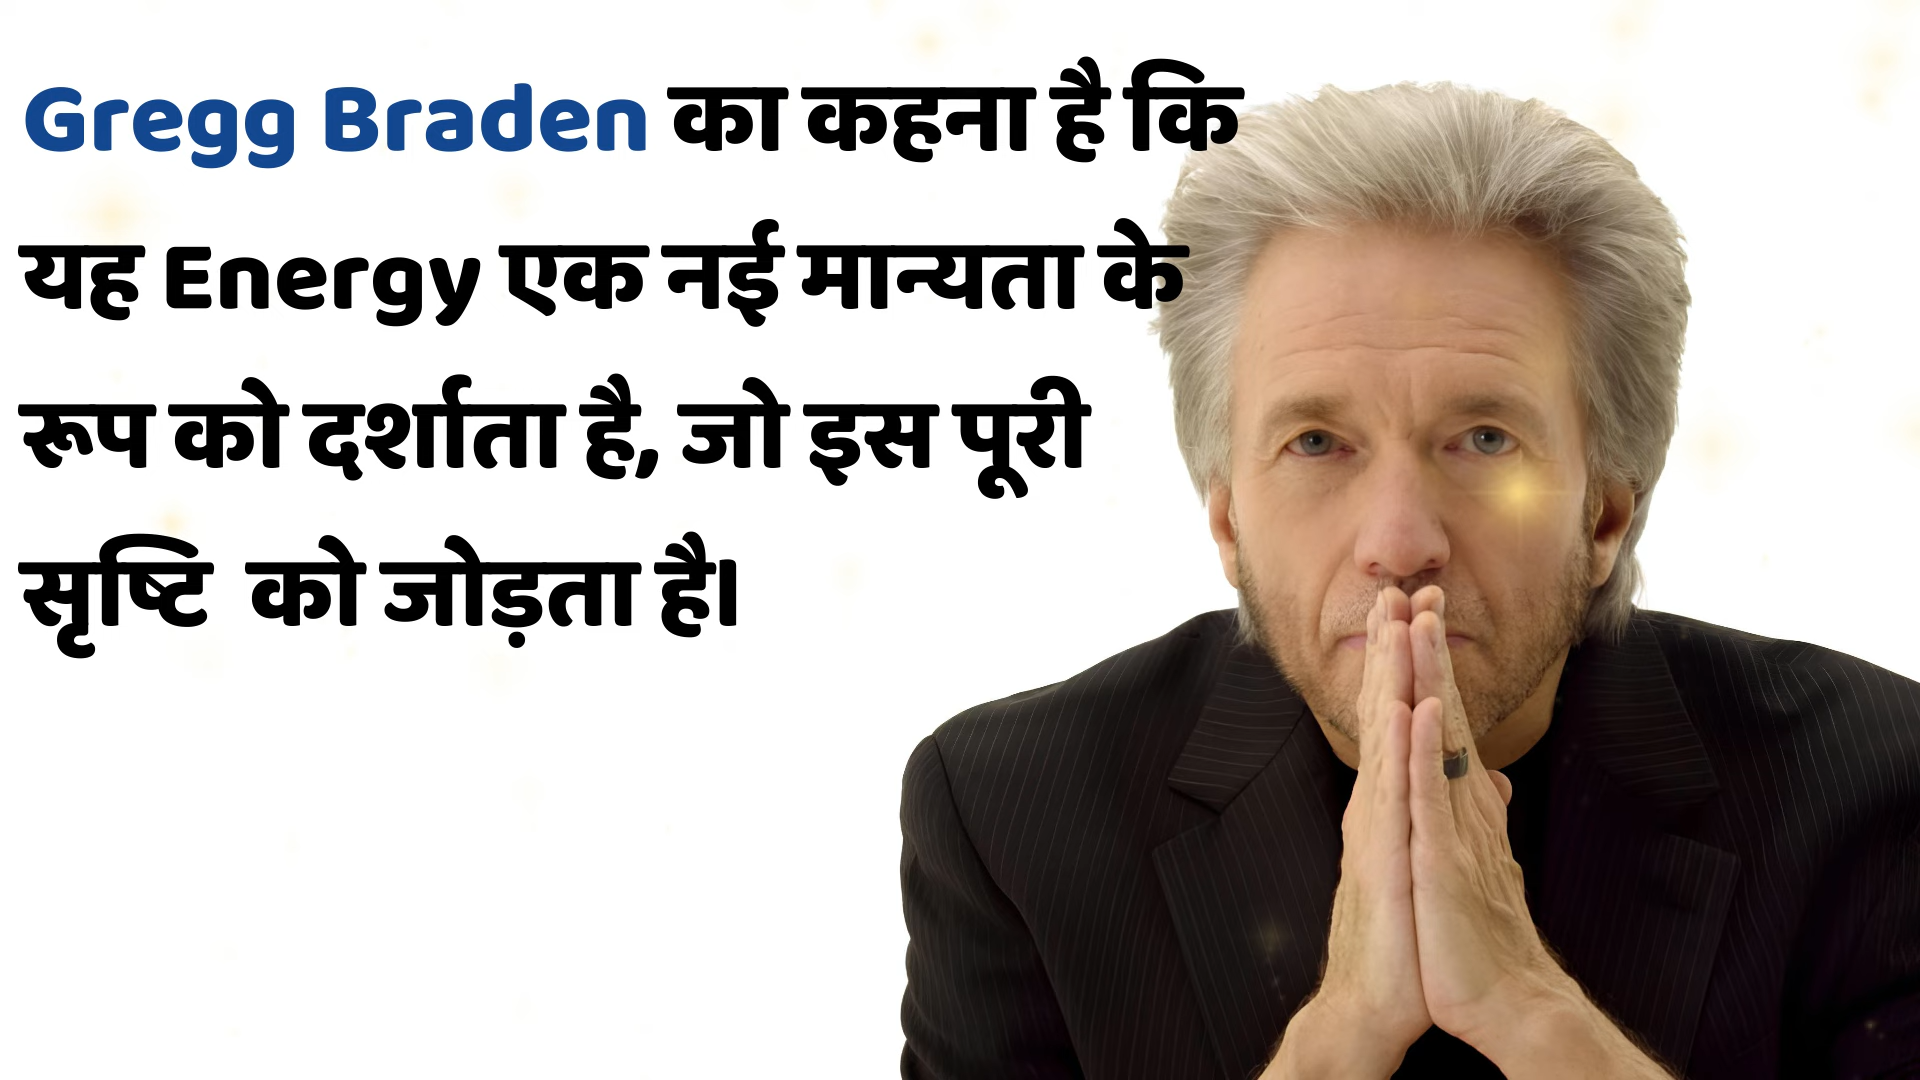 Gregg Braden का कहना है कि
यह Energy एक नई मान्यता के
रूप को दर्शाता है, जो इस पूरी
सृष्टि को जोड़ता है।